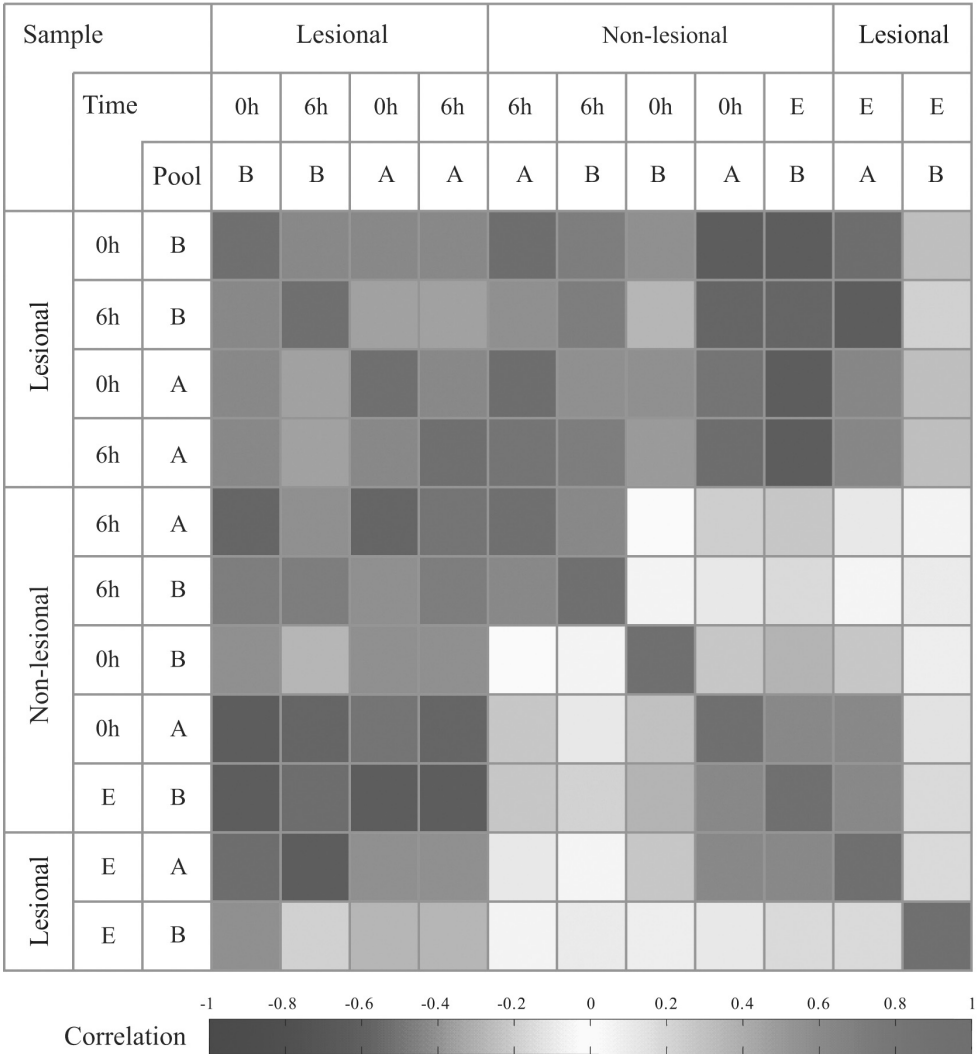 Sample Lesional Non-lesional Lesional
Time 0h 6h 0h 6h 6h 6h 0h 0h E E E
Pool B B A A A B B A B A B
Lesional
0h B
6h B
0h A
6h A
Non-lesional
6h A
6h B
0h B
0h A
E B
Lesional
E A
E B
-1 -0.8 -0.6 -0.4 -0.2 0 0.2 0.4 0.6 0.8 1
Correlation